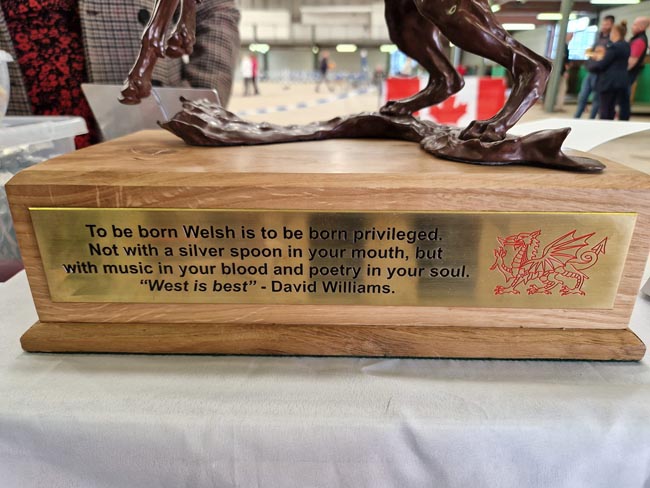 To be born Welsh is to be born privileged.
Not with a silver spoon in your mouth, but
with music in your blood and poetry in your soul.
“West is best” - David Williams.